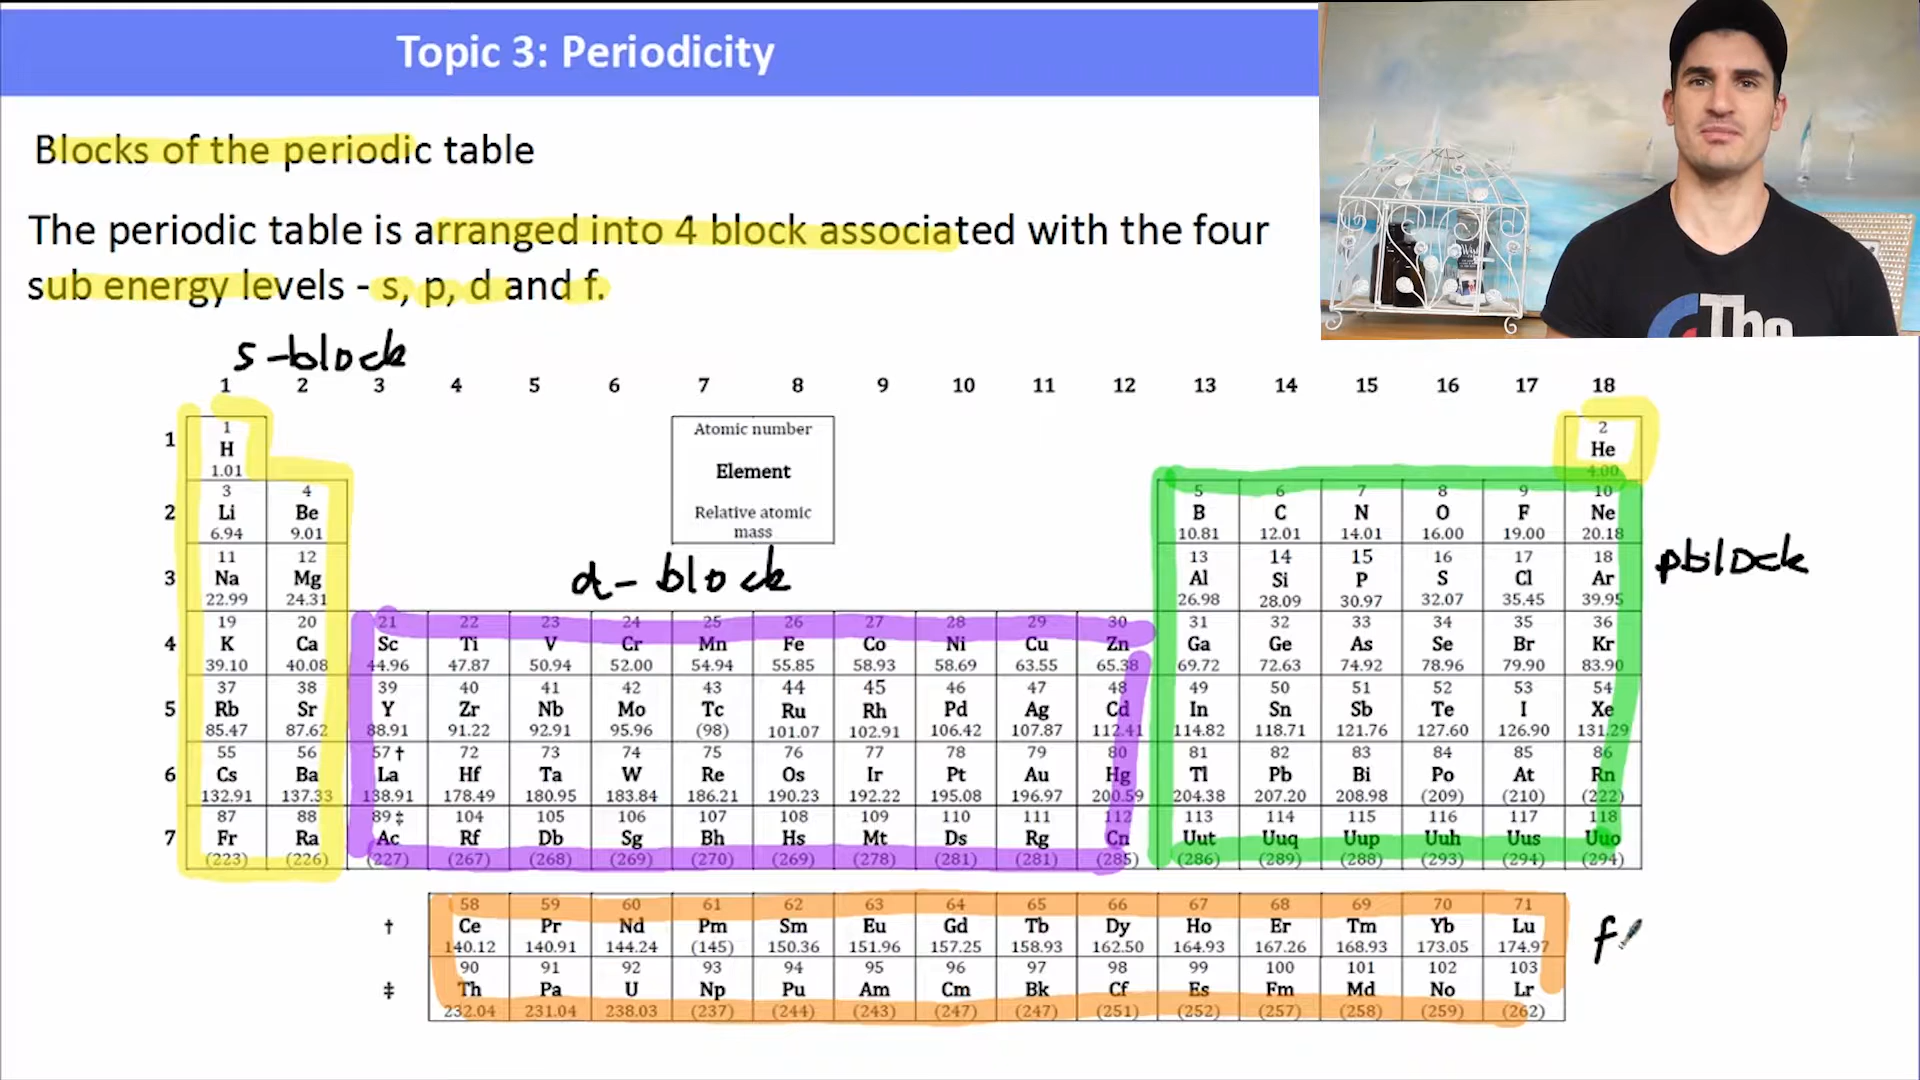 Topic 3: Periodicity
The
Blocks of the periodic table
The periodic table is arranged into 4 block associated with the four
sub energy levels - s, p, d and f.
s-block
1 2 3 4 5 6 7 8 9 10 11 12 13 14 15 16 17 18
1 1 Atomic number 2
H Element He
1.01 Relative atomic mass 4.00
2 3 4 5 6 7 8 9 10
Li Be B C N O F Ne
6.94 9.01 10.81 12.01 14.01 16.00 19.00 20.18
p block
d-block
3 11 12 13 14 15 16 17 18
Na Mg Al Si P S Cl Ar
22.99 24.31 26.98 28.09 30.97 32.07 35.45 39.95
4 19 20 21 22 23 24 25 26 27 28 29 30 31 32 33 34 35 36
K Ca Sc Ti V Cr Mn Fe Co Ni Cu Zn Ga Ge As Se Br Kr
39.10 40.08 44.96 47.87 50.94 52.00 54.94 55.85 58.93 58.69 63.55 65.38 69.72 72.63 74.92 78.96 79.90 83.90
5 37 38 39 40 41 42 43 44 45 46 47 48 49 50 51 52 53 54
Rb Sr Y Zr Nb Mo Tc Ru Rh Pd Ag Cd In Sn Sb Te I Xe
85.47 87.62 88.91 91.22 92.91 95.96 (98) 101.07 102.91 106.42 107.87 112.41 114.82 118.71 121.76 127.60 126.90 131.29
6 55 56 57 † 72 73 74 75 76 77 78 79 80 81 82 83 84 85 86
Cs Ba La Hf Ta W Re Os Ir Pt Au Hg Tl Pb Bi Po At Rn
132.91 137.33 138.91 178.49 180.95 183.84 186.21 190.23 192.22 195.08 196.97 200.59 204.38 207.20 208.98 (209) (210) (222)
7 87 88 89 ‡ 104 105 106 107 108 109 110 111 112 113 114 115 116 117 118
Fr Ra Ac Rf Db Sg Bh Hs Mt Ds Rg Cn Uut Uuq Uup Uuh Uus Uuo
(223) (226) (227) (267) (268) (269) (270) (269) (278) (281) (281) (285) (286) (289) (288) (293) (294) (294)
† 58 59 60 61 62 63 64 65 66 67 68 69 70 71
Ce Pr Nd Pm Sm Eu Gd Tb Dy Ho Er Tm Yb Lu
140.12 140.91 144.24 (145) 150.36 151.96 157.25 158.93 162.50 164.93 167.26 168.93 173.05 174.97
f
‡ 90 91 92 93 94 95 96 97 98 99 100 101 102 103
Th Pa U Np Pu Am Cm Bk Cf Es Fm Md No Lr
232.04 231.04 238.03 (237) (244) (243) (247) (247) (251) (252) (257) (258) (259) (262)